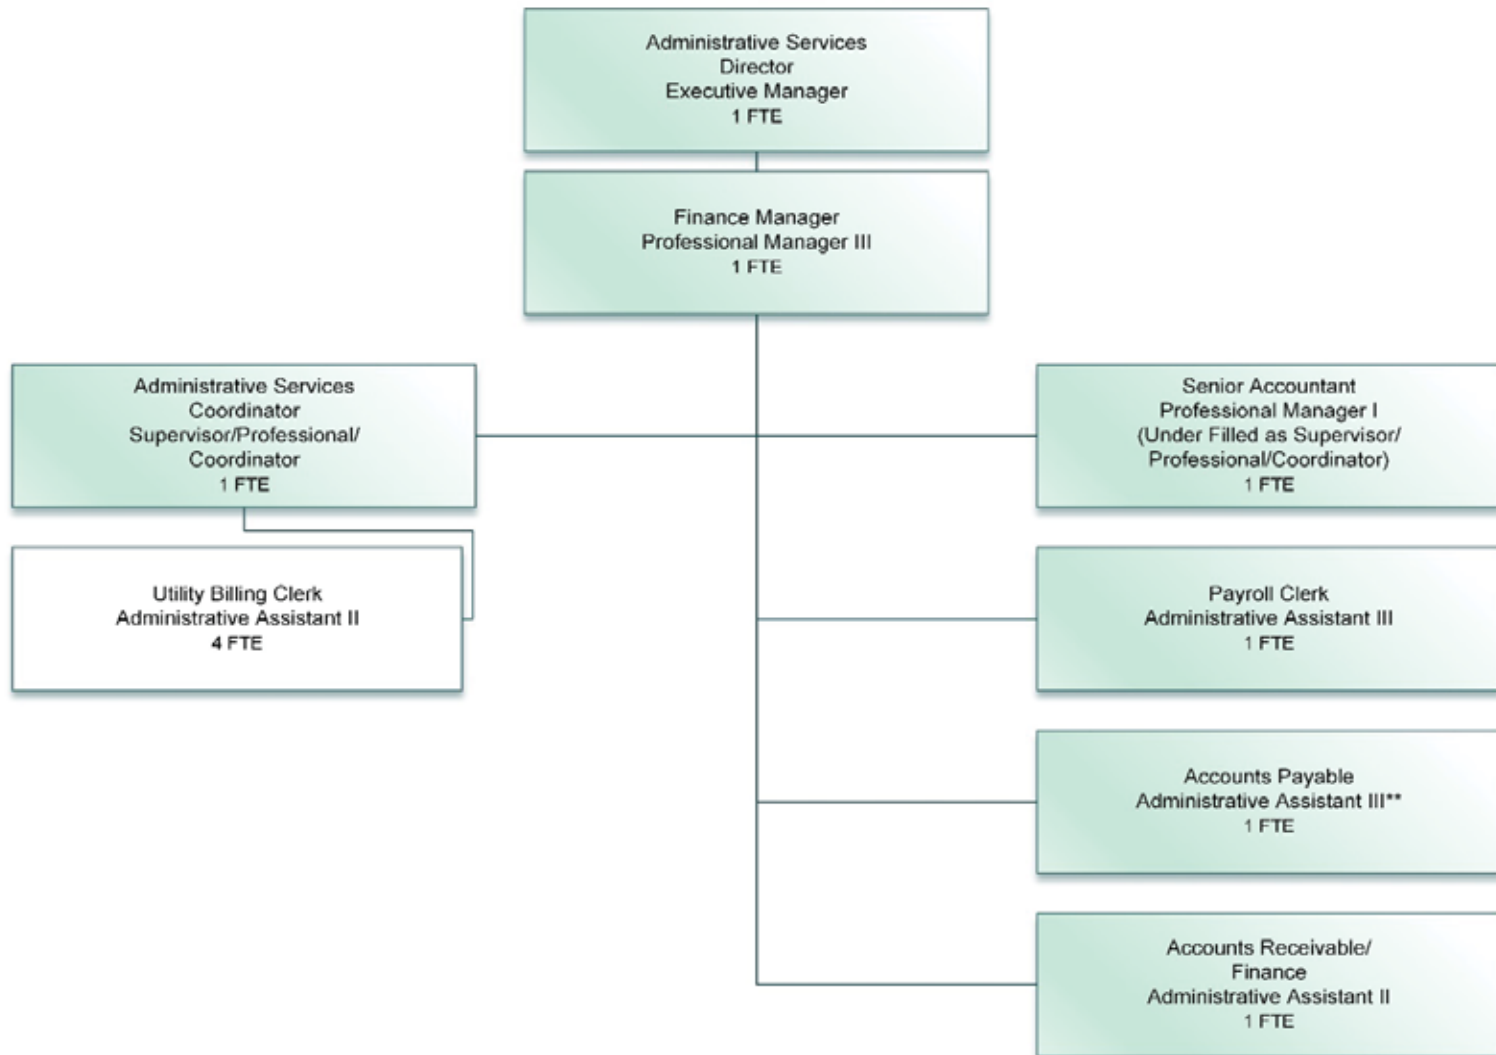 Administrative Services
Director
Executive Manager
1 FTE
Finance Manager
Professional Manager III
1 FTE
Administrative Services
Coordinator
Supervisor/Professional/
Coordinator
1 FTE
Utility Billing Clerk
Administrative Assistant II
4 FTE
Senior Accountant
Professional Manager I
(Under Filled as Supervisor/
Professional/Coordinator)
1 FTE
Payroll Clerk
Administrative Assistant III
1 FTE
Accounts Payable
Administrative Assistant III**
1 FTE
Accounts Receivable/
Finance
Administrative Assistant II
1 FTE